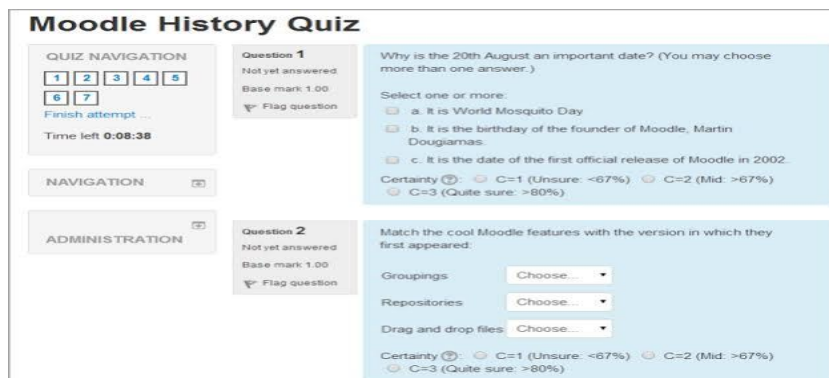 Moodle History Quiz
QUIZ NAVIGATION
1 2 3 4 5
6 7
Finish attempt ...
Time left 0:08:38
NAVIGATION
ADMINISTRATION
Question 1
Not yet answered
Base mark 1.00
Flag question
Why is the 20th August an important date? (You may choose
more than one answer.)
Select one or more:
a. It is World Mosquito Day
b. It is the birthday of the founder of Moodle, Martin
Dougiamas.
c. It is the date of the first official release of Moodle in 2002.
Certainty ?: C=1 (Unsure: <67%) C=2 (Mid: >67%)
C=3 (Quite sure: >80%)
Question 2
Not yet answered
Base mark 1.00
Flag question
Match the cool Moodle features with the version in which they
first appeared:
Groupings Choose...
Repositories Choose...
Drag and drop files Choose...
Certainty ?: C=1 (Unsure: <67%) C=2 (Mid: >67%)
C=3 (Quite sure: >80%)